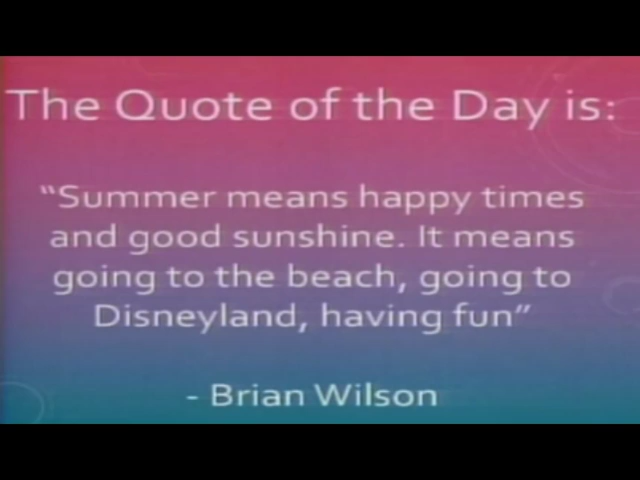 The Quote of the Day is:
“Summer means happy times
and good sunshine. It means
going to the beach, going to
Disneyland, having fun”
- Brian Wilson